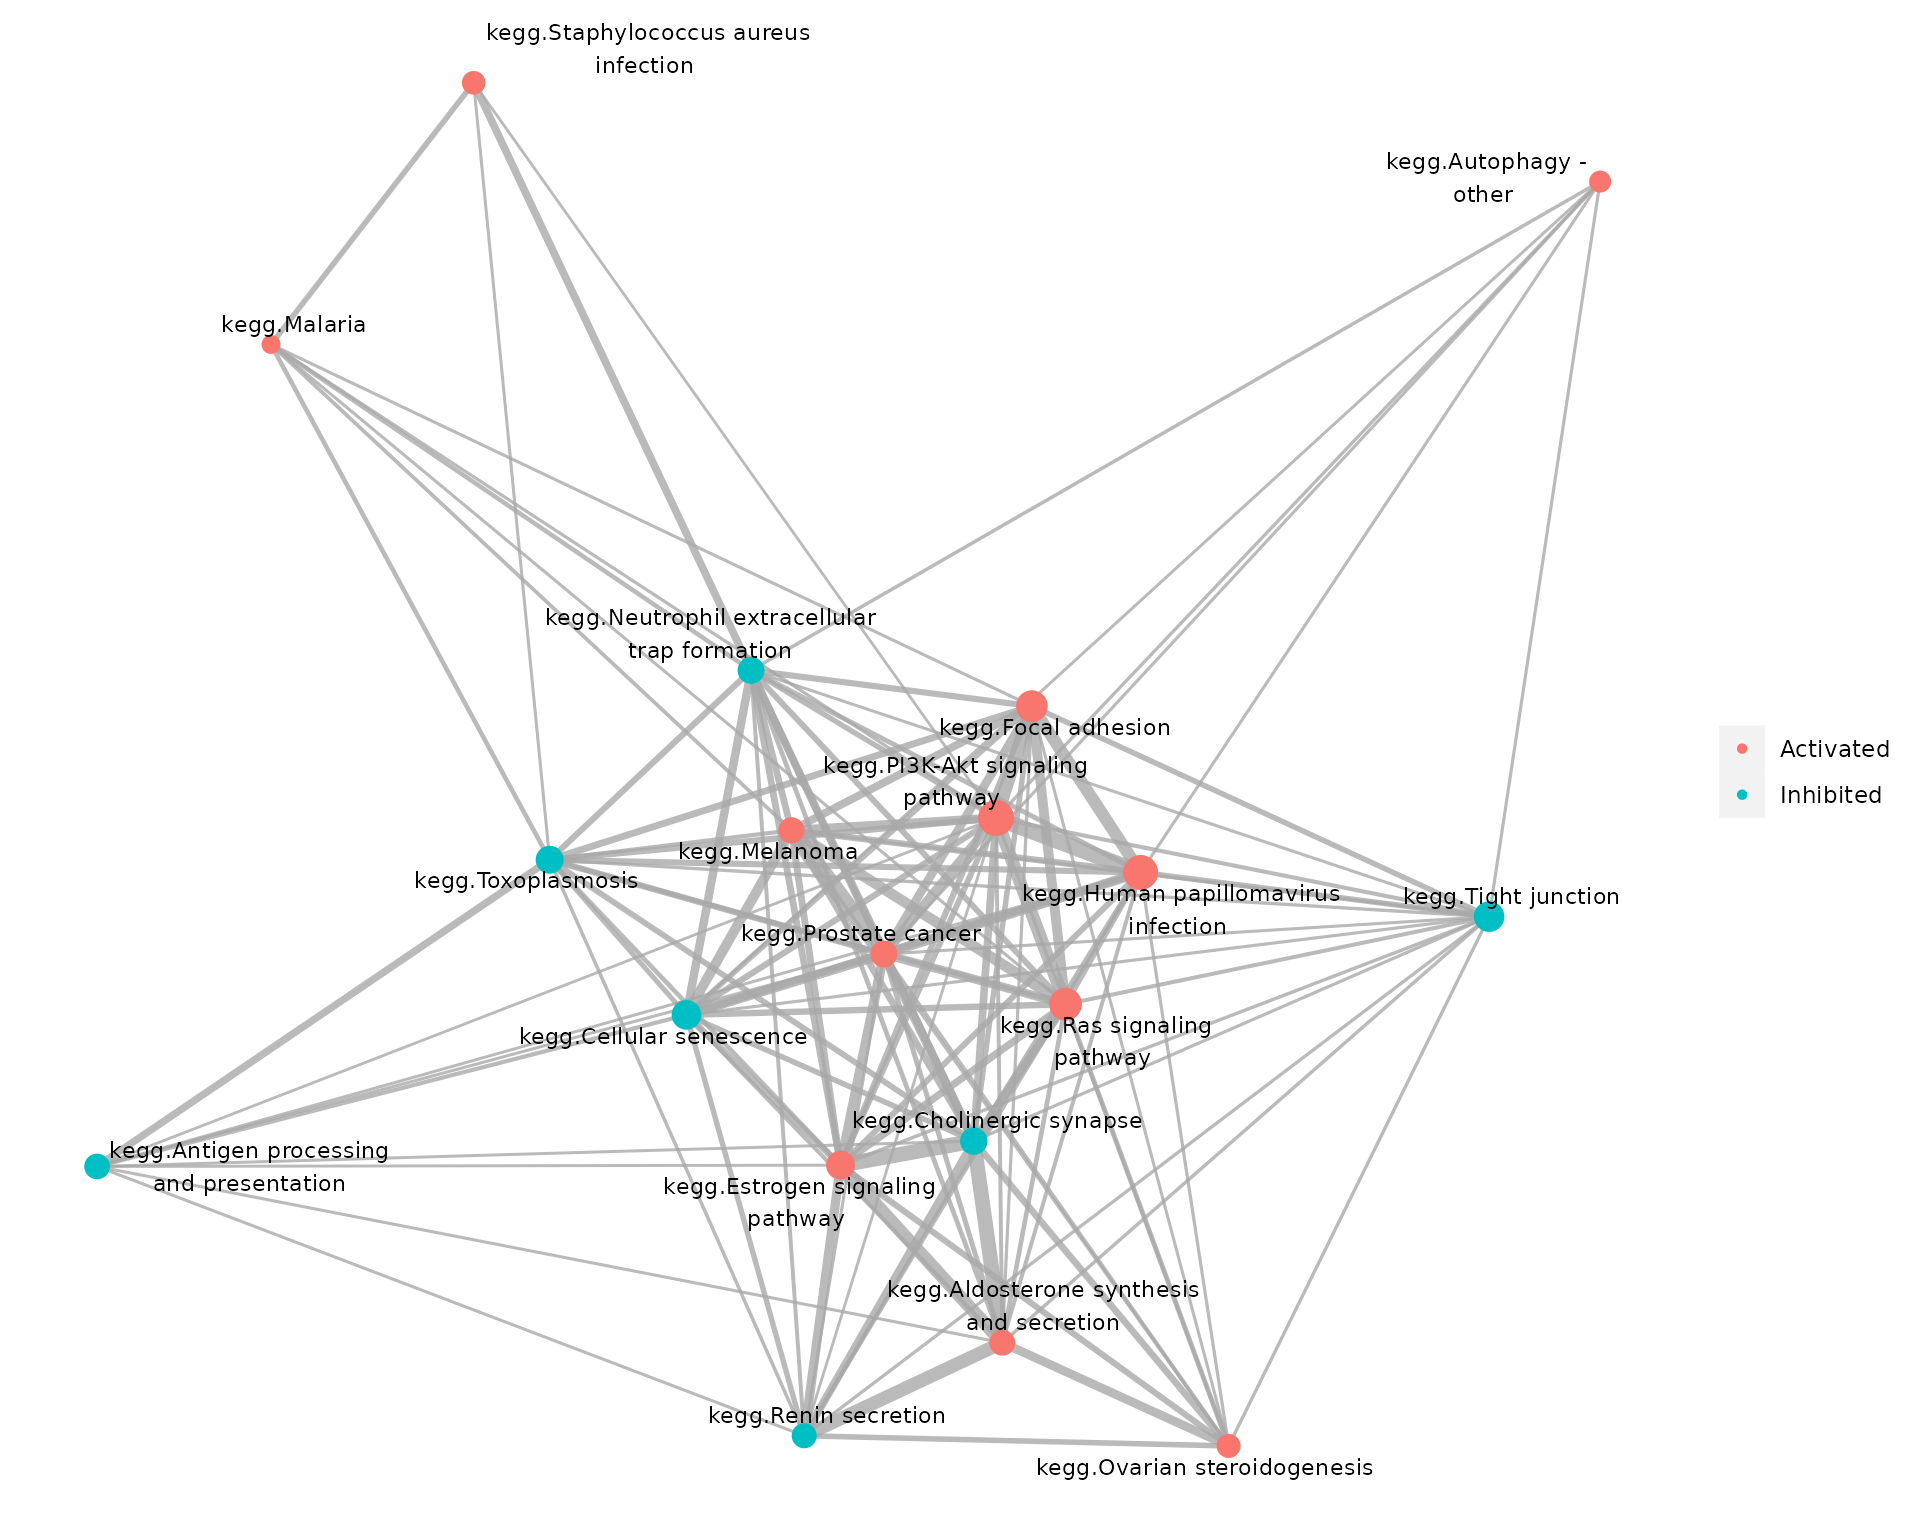 kegg.Staphylococcus aureus
infection
kegg.Autophagy -
other
kegg.Malaria
kegg.Neutrophil extracellular
trap formation
kegg.Focal adhesion
kegg.PI3K-Akt signaling
pathway
Activated
Inhibited
kegg.Melanoma
kegg.Toxoplasmosis
kegg.Human papillomavirus
infection
kegg.Tight junction
kegg.Prostate cancer
kegg.Cellular senescence
kegg.Ras signaling
pathway
kegg.Cholinergic synapse
kegg.Antigen processing
and presentation
kegg.Estrogen signaling
pathway
kegg.Aldosterone synthesis
and secretion
kegg.Renin secretion
kegg.Ovarian steroidogenesis